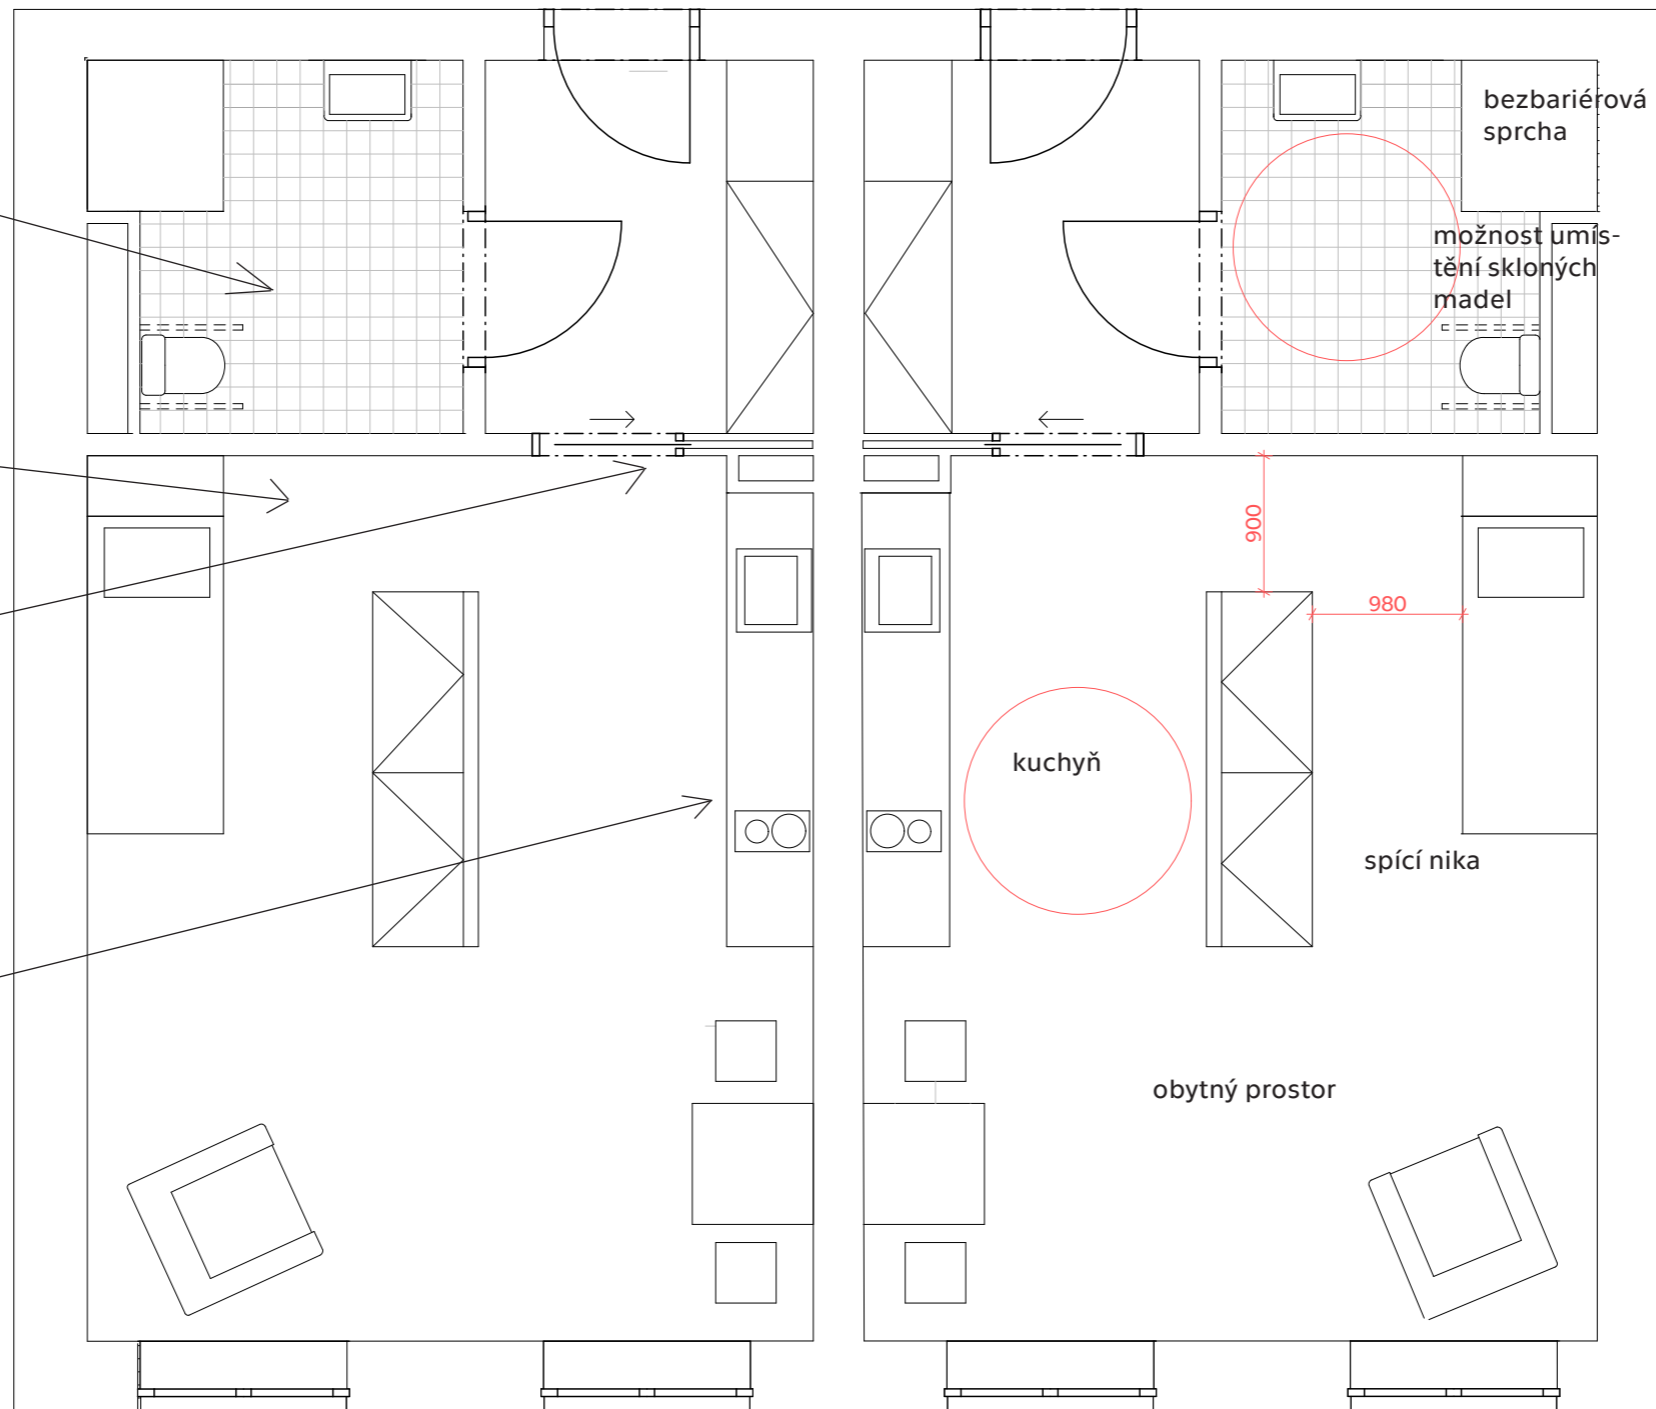 bezbariérová
sprcha
možnost umís-
tění skloných
madel
900
980
kuchyň
spící nika
obytný prostor